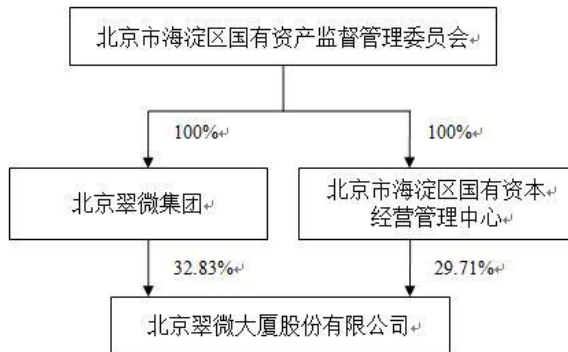 北京市海淀区国有资产监督管理委员会↵
100%↵ 100%↵
北京翠微集团↵ 北京市海淀区国有资本
经营管理中心↵
32.83%↵ 29.71%↵
北京翠微大厦股份有限公司↵